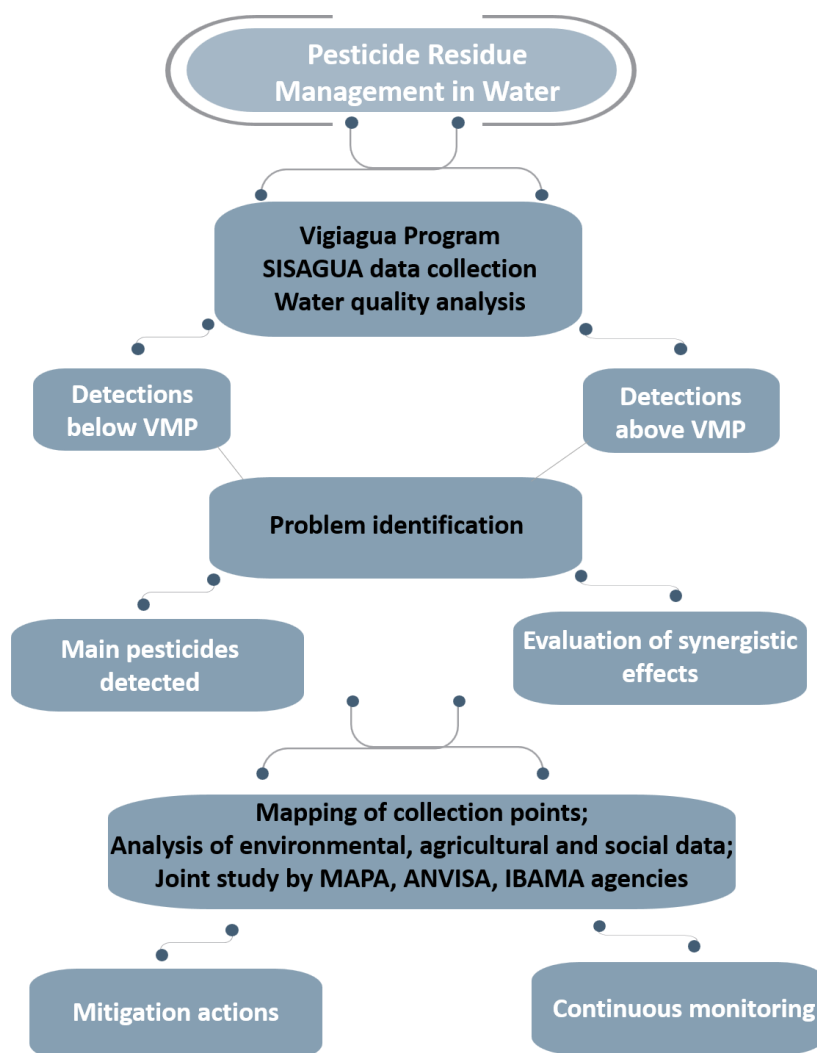 Pesticide Residue
Management in Water
Vigiagua Program
SISAGUA data collection
Water quality analysis
Detections
below VMP
Detections
above VMP
Problem identification
Main pesticides
detected
Evaluation of synergistic
effects
Mapping of collection points;
Analysis of environmental, agricultural and social data;
Joint study by MAPA, ANVISA, IBAMA agencies
Mitigation actions
Continuous monitoring